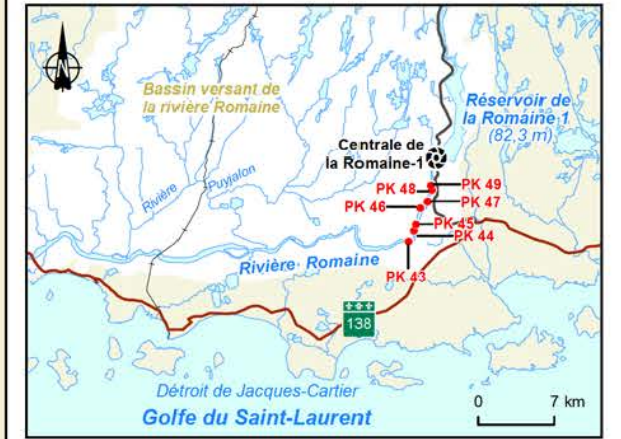 Bassin versant de
la rivière Romaine
Réservoir de
la Romaine 1
(82,3 m)
Centrale de
la Romaine-1
Rivière Puyjalon
PK 49
PK 48
PK 47
PK 46
PK 45
PK 44
Rivière Romaine
PK 43
138
Détroit de Jacques-Cartier
Golfe du Saint-Laurent
0 7 km